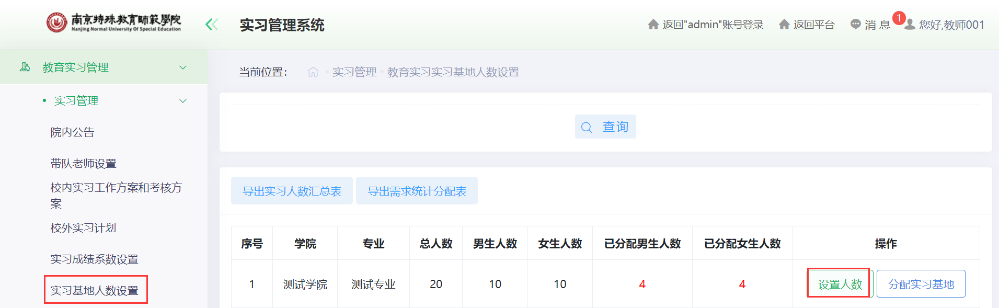 南京特殊教育師範學院
Nanjing Normal University Of Special Education
实习管理系统
返回"admin"账号登录
返回平台
消 息
1
您好,教师001
教育实习管理
实习管理
院内公告
带队老师设置
校内实习工作方案和考核方
案
校外实习计划
实习成绩系数设置
实习基地人数设置
当前位置：
实习管理
教育实习实习基地人数设置
查询
导出实习人数汇总表
导出需求统计分配表
序号 学院 专业 总人数 男生人数 女生人数 已分配男生人数 已分配女生人数 操作
1 测试学院 测试专业 20 10 10 4 4 设置人数 分配实习基地